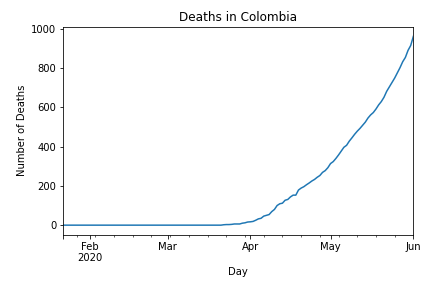 Deaths in Colombia
1000
800
600
400
200
0
Number of Deaths
Feb
2020
Mar
Apr
May
Jun
Day